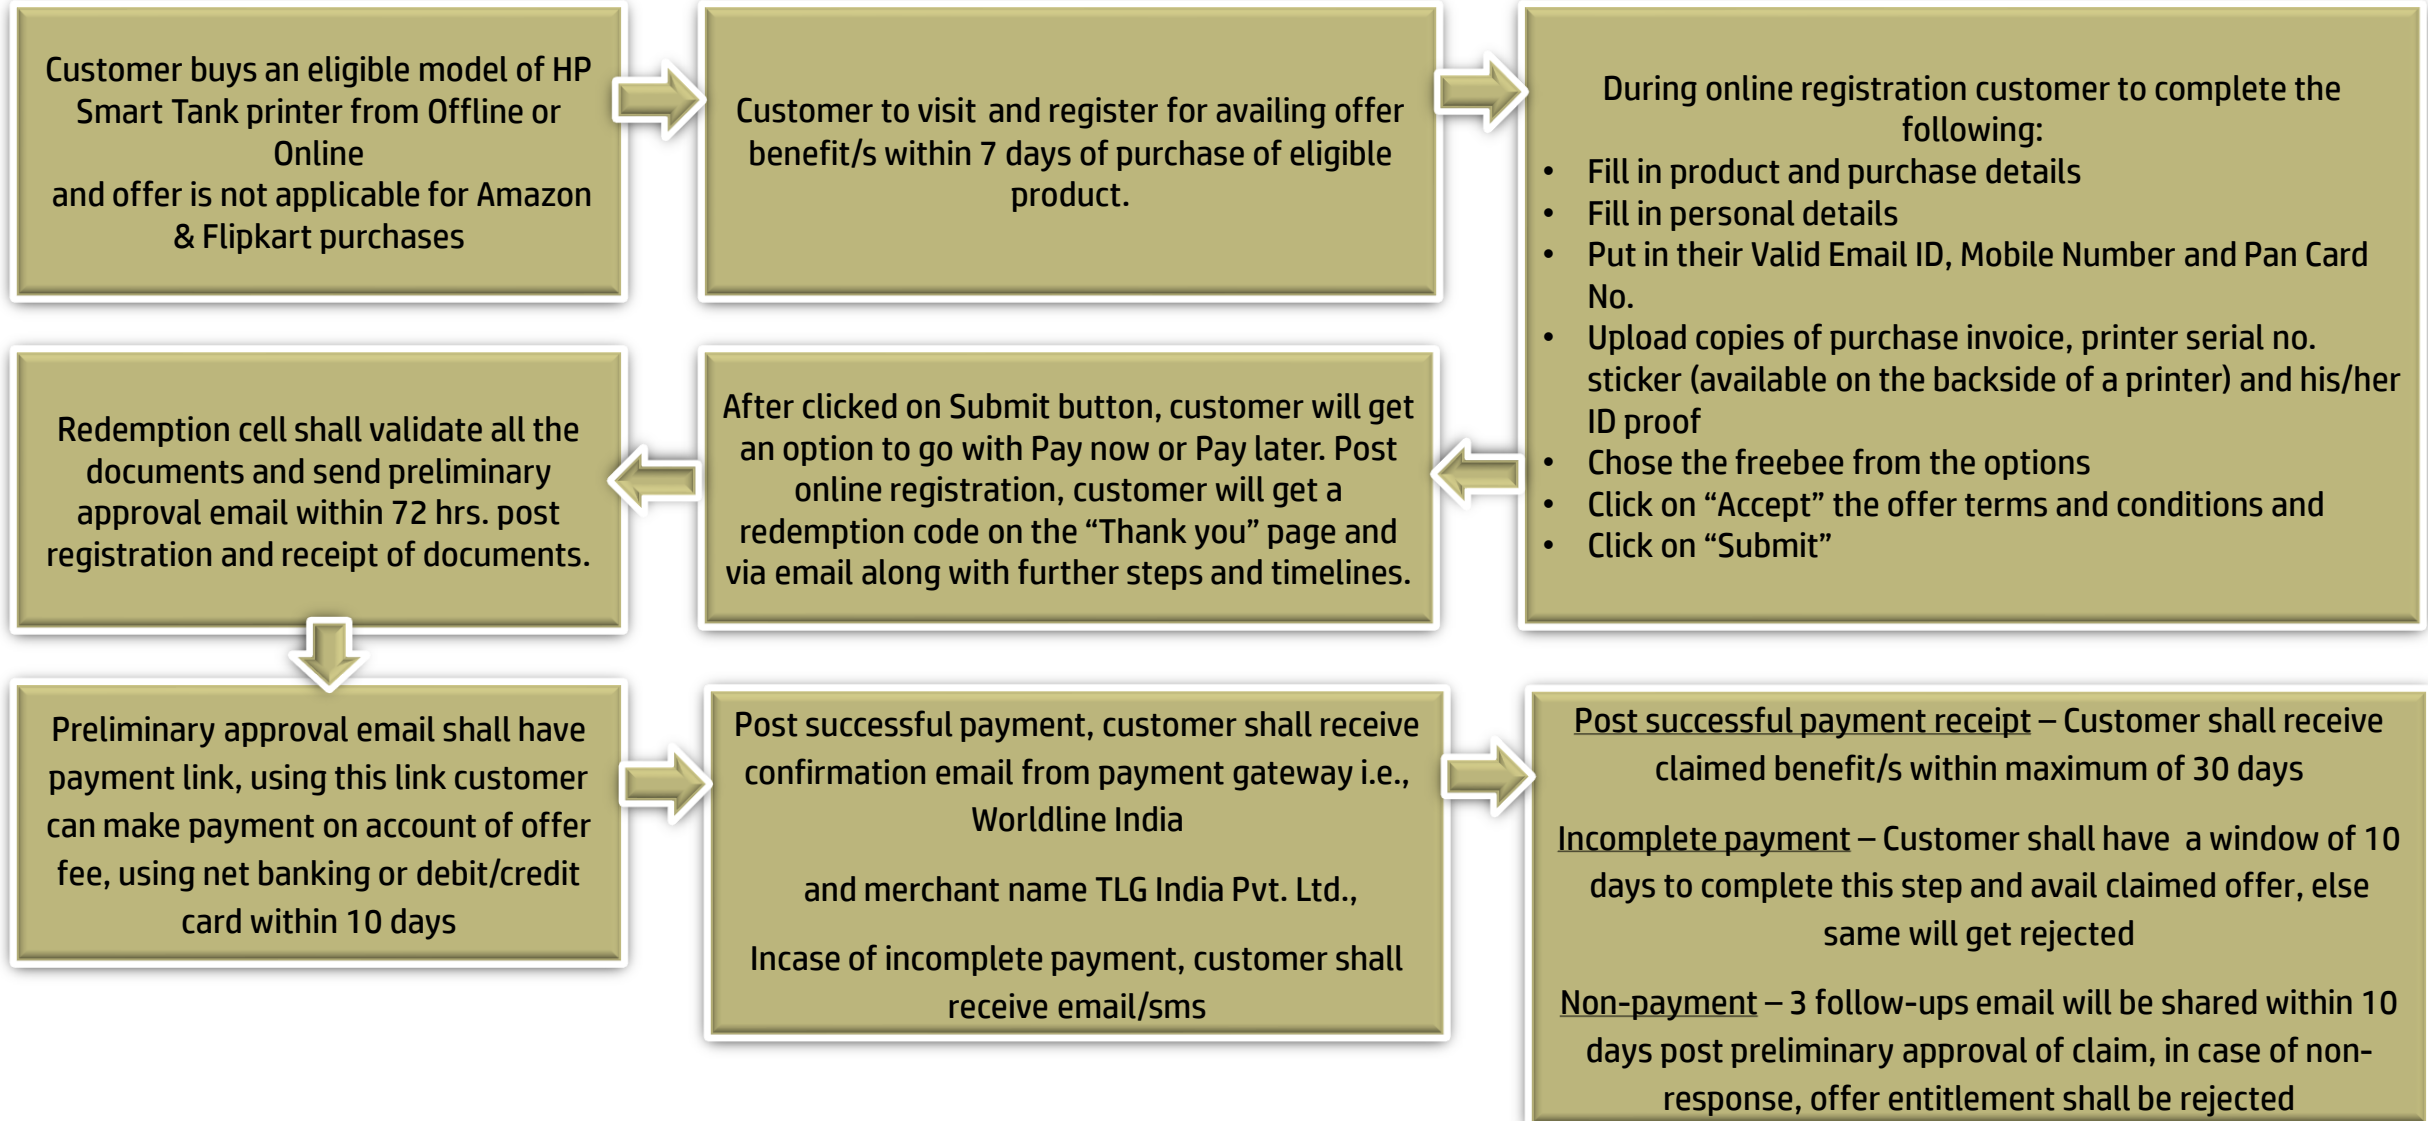 Customer buys an eligible model of HP
Smart Tank printer from Offline or
Online
and offer is not applicable for Amazon
& Flipkart purchases
Customer to visit and register for availing offer
benefit/s within 7 days of purchase of eligible
product.
During online registration customer to complete the
following:
• Fill in product and purchase details
• Fill in personal details
• Put in their Valid Email ID, Mobile Number and Pan Card
No.
• Upload copies of purchase invoice, printer serial no.
sticker (available on the backside of a printer) and his/her
ID proof
• Chose the freebee from the options
• Click on “Accept” the offer terms and conditions and
• Click on “Submit”
After clicked on Submit button, customer will get
an option to go with Pay now or Pay later. Post
online registration, customer will get a
redemption code on the “Thank you” page and
via email along with further steps and timelines.
Redemption cell shall validate all the
documents and send preliminary
approval email within 72 hrs. post
registration and receipt of documents.
Preliminary approval email shall have
payment link, using this link customer
can make payment on account of offer
fee, using net banking or debit/credit
card within 10 days
Post successful payment, customer shall receive
confirmation email from payment gateway i.e.,
Worldline India
and merchant name TLG India Pvt. Ltd.,
Incase of incomplete payment, customer shall
receive email/sms
Post successful payment receipt – Customer shall receive
claimed benefit/s within maximum of 30 days
Incomplete payment – Customer shall have a window of 10
days to complete this step and avail claimed offer, else
same will get rejected
Non-payment – 3 follow-ups email will be shared within 10
days post preliminary approval of claim, in case of non-
response, offer entitlement shall be rejected